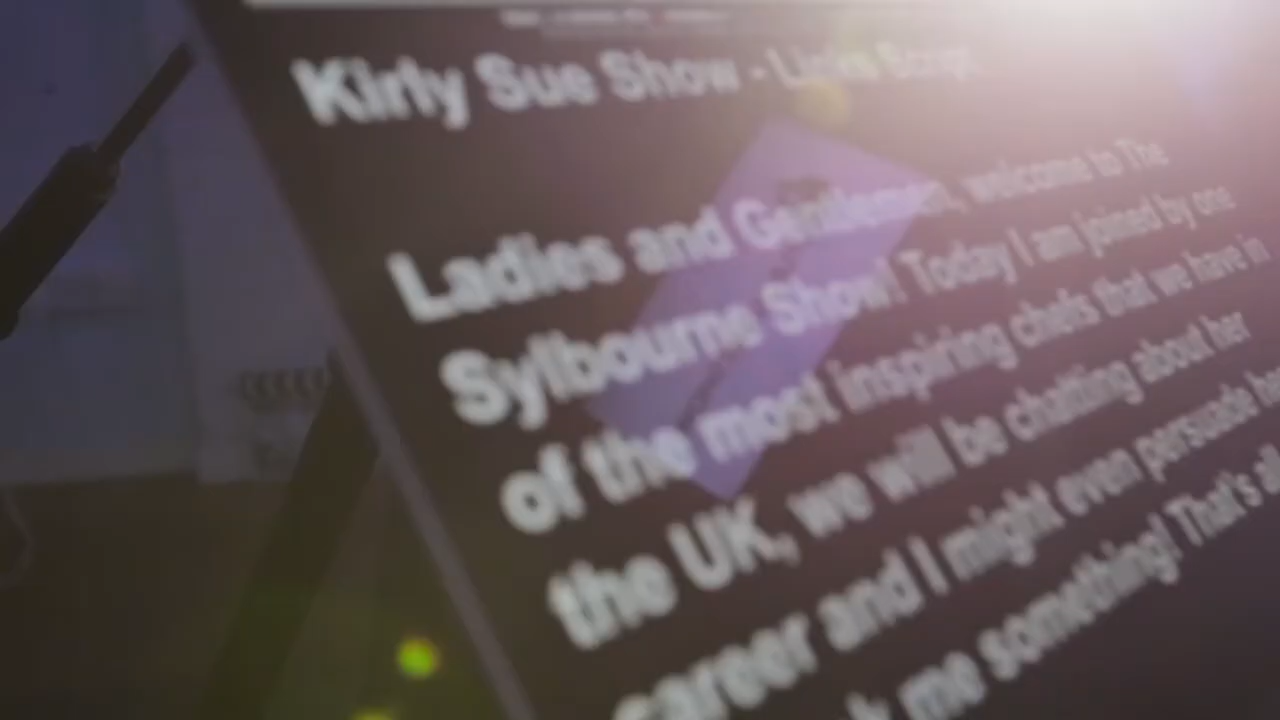 Kirly Sue Show - Links Script
Ladies and Gentlemen, welcome to The
Sylbourne Show! Today I am joined by one
of the most inspiring chefs that we have in
the UK, we will be chatting about her
career and I might even persuade
me something! That's